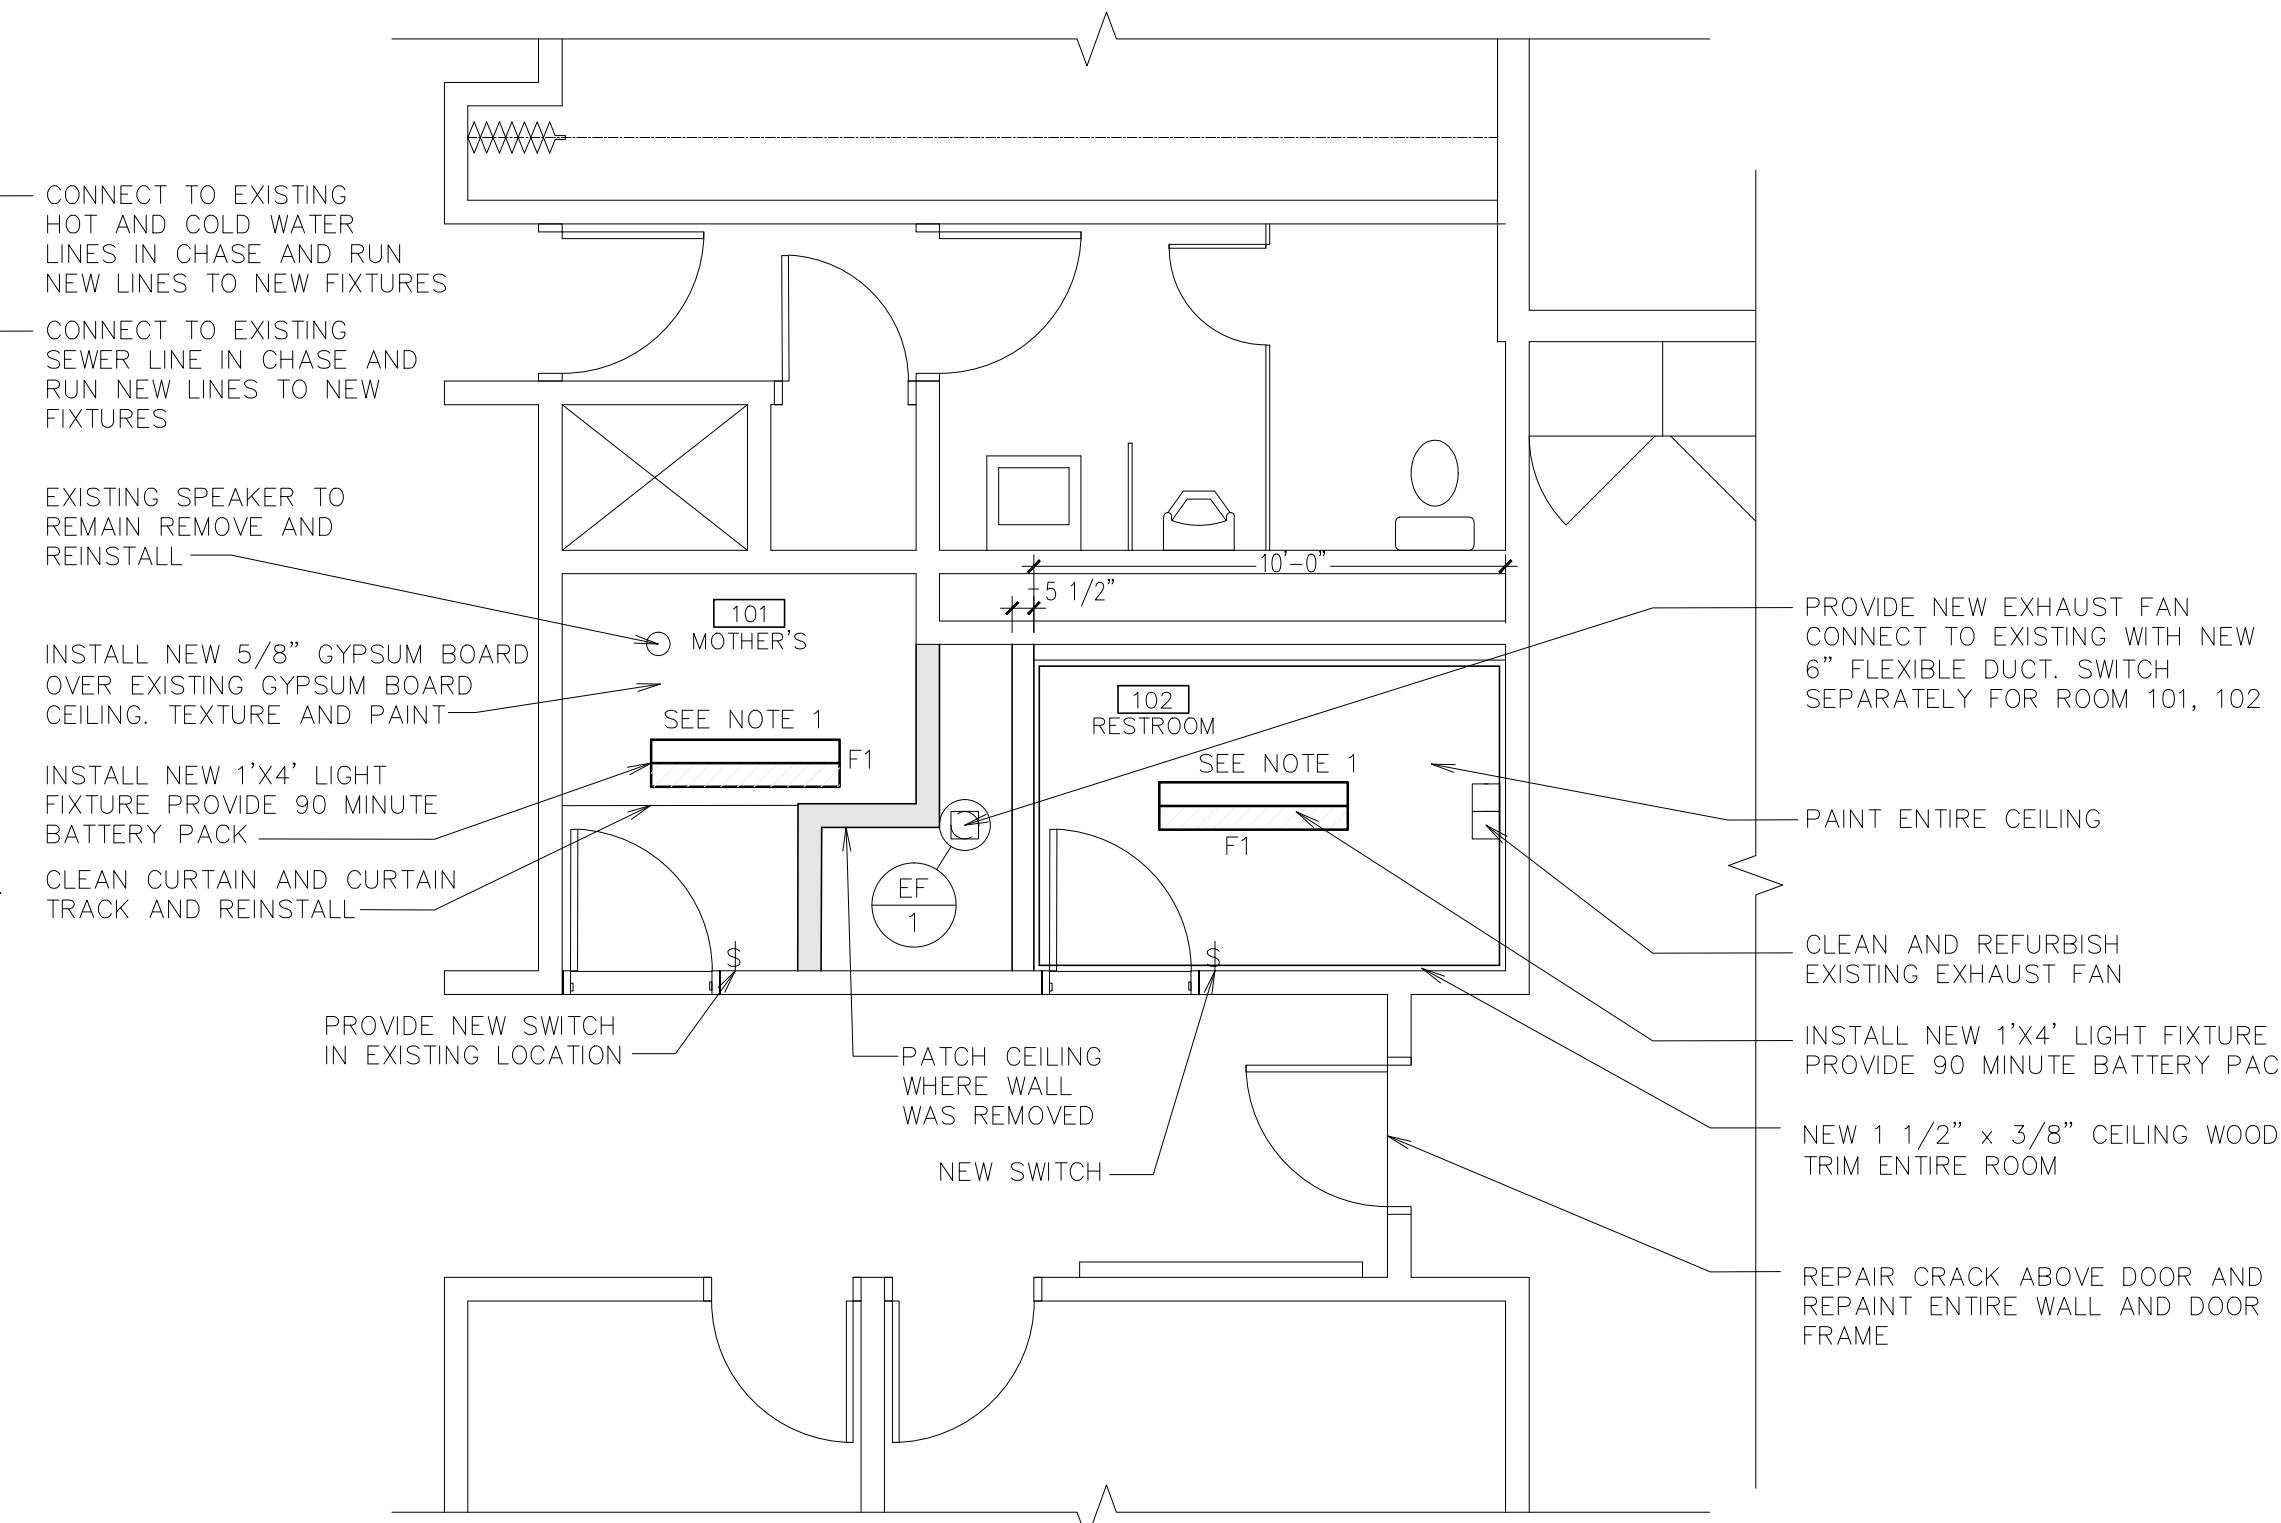 CONNECT TO EXISTING
HOT AND COLD WATER
LINES IN CHASE AND RUN
NEW LINES TO NEW FIXTURES
CONNECT TO EXISTING
SEWER LINE IN CHASE AND
RUN NEW LINES TO NEW
FIXTURES
EXISTING SPEAKER TO
REMAIN REMOVE AND
REINSTALL
INSTALL NEW 5/8" GYPSUM BOARD
OVER EXISTING GYPSUM BOARD
CEILING. TEXTURE AND PAINT
INSTALL NEW 1'X4' LIGHT
FIXTURE PROVIDE 90 MINUTE
BATTERY PACK
CLEAN CURTAIN AND CURTAIN
TRACK AND REINSTALL
PROVIDE NEW SWITCH
IN EXISTING LOCATION
10'-0"
5 1/2"
101
MOTHER'S
SEE NOTE 1
F1
102
RESTROOM
SEE NOTE 1
F1
EF
1
$
$
PATCH CEILING
WHERE WALL
WAS REMOVED
NEW SWITCH
PROVIDE NEW EXHAUST FAN
CONNECT TO EXISTING WITH NEW
6" FLEXIBLE DUCT. SWITCH
SEPARATELY FOR ROOM 101, 102
PAINT ENTIRE CEILING
CLEAN AND REFURBISH
EXISTING EXHAUST FAN
INSTALL NEW 1'X4' LIGHT FIXTURE
PROVIDE 90 MINUTE BATTERY PAC
NEW 1 1/2" x 3/8" CEILING WOOD
TRIM ENTIRE ROOM
REPAIR CRACK ABOVE DOOR AND
REPAINT ENTIRE WALL AND DOOR
FRAME